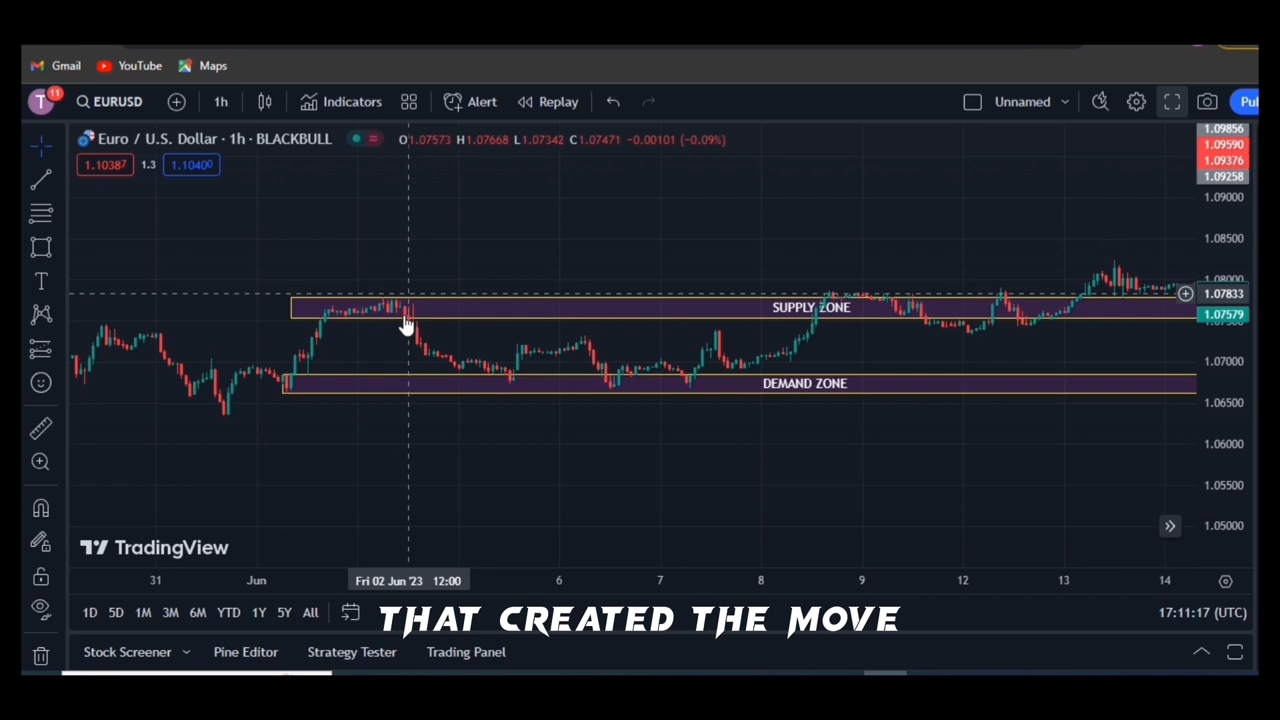 Gmail YouTube Maps
T 11 EURUSD 1h Indicators Alert Replay Unnamed Pu
Euro / U.S. Dollar · 1h · BLACKBULL O1.07573 H1.07668 L1.07342 C1.07471 -0.00101 (-0.09%)
1.10387 1.3 1.10400
1.09856
1.09590
1.09376
1.09258
1.09000
1.08500
1.08000
1.07833
SUPPLY ZONE
1.07579
1.07000
DEMAND ZONE
1.06500
1.06000
1.05500
1.05000
TradingView
31 Jun Fri 02 Jun '23 12:00 6 7 8 9 12 13 14
1D 5D 1M 3M 6M YTD 1Y 5Y All 17:11:17 (UTC)
THAT CREATED THE MOVE
Stock Screener Pine Editor Strategy Tester Trading Panel